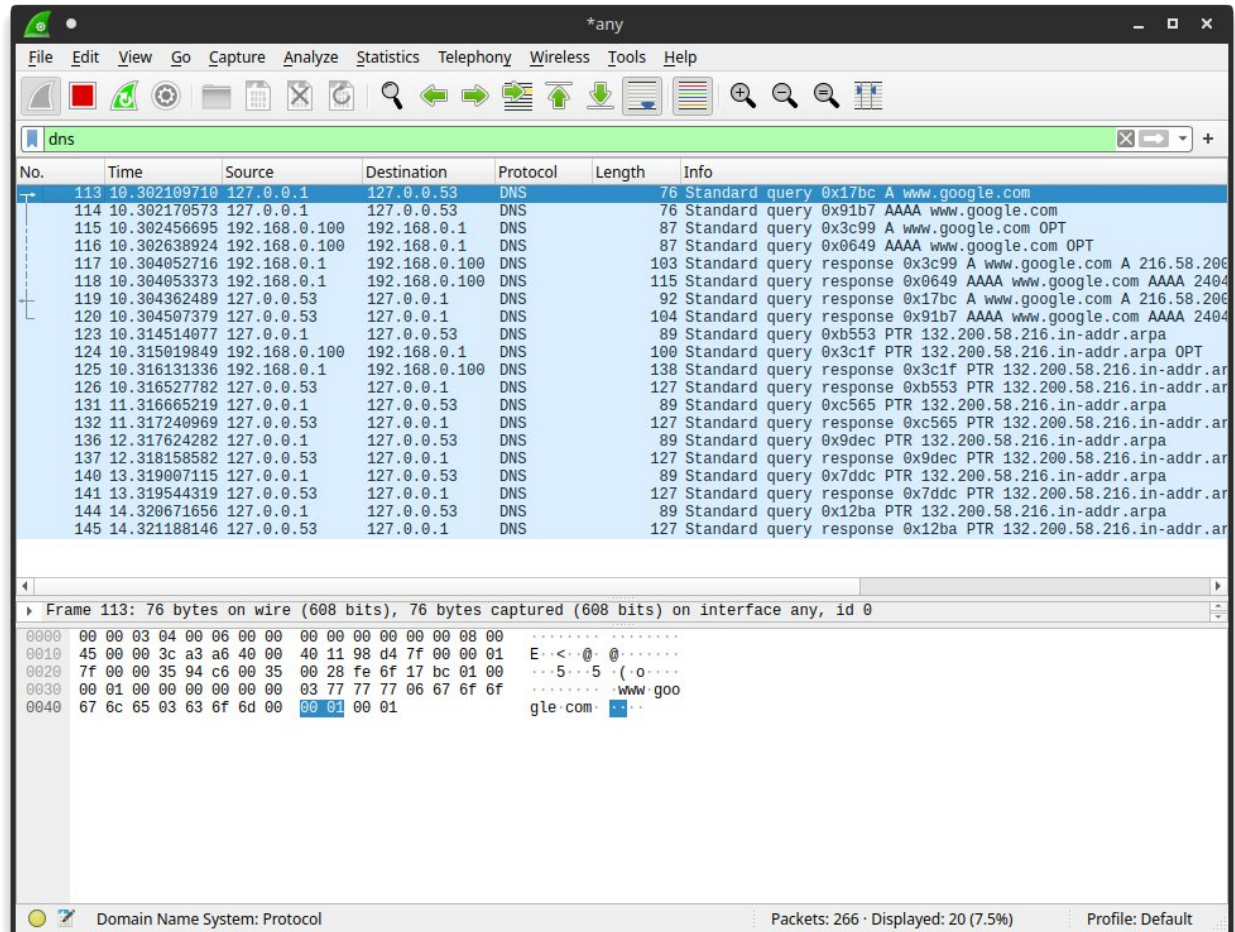 *any
File Edit View Go Capture Analyze Statistics Telephony Wireless Tools Help
dns
No. Time Source Destination Protocol Length Info
113 10.302109710 127.0.0.1 127.0.0.53 DNS 76 Standard query 0x17bc A www.google.com
114 10.302170573 127.0.0.1 127.0.0.53 DNS 76 Standard query 0x91b7 AAAA www.google.com
115 10.302456695 192.168.0.100 192.168.0.1 DNS 87 Standard query 0x3c99 A www.google.com OPT
116 10.302638924 192.168.0.100 192.168.0.1 DNS 87 Standard query 0x0649 AAAA www.google.com OPT
117 10.304052716 192.168.0.1 192.168.0.100 DNS 103 Standard query response 0x3c99 A www.google.com A 216.58.200
118 10.304053373 192.168.0.1 192.168.0.100 DNS 115 Standard query response 0x0649 AAAA www.google.com AAAA 2404
119 10.304362489 127.0.0.53 127.0.0.1 DNS 92 Standard query response 0x17bc A www.google.com A 216.58.200
120 10.304507379 127.0.0.53 127.0.0.1 DNS 104 Standard query response 0x91b7 AAAA www.google.com AAAA 2404
123 10.314514077 127.0.0.1 127.0.0.53 DNS 89 Standard query 0xb553 PTR 132.200.58.216.in-addr.arpa
124 10.315019849 192.168.0.100 192.168.0.1 DNS 100 Standard query 0x3c1f PTR 132.200.58.216.in-addr.arpa OPT
125 10.316131336 192.168.0.1 192.168.0.100 DNS 138 Standard query response 0x3c1f PTR 132.200.58.216.in-addr.ar
126 10.316527782 127.0.0.53 127.0.0.1 DNS 127 Standard query response 0xb553 PTR 132.200.58.216.in-addr.ar
131 11.316665219 127.0.0.1 127.0.0.53 DNS 89 Standard query 0xc565 PTR 132.200.58.216.in-addr.arpa
132 11.317240969 127.0.0.53 127.0.0.1 DNS 127 Standard query response 0xc565 PTR 132.200.58.216.in-addr.ar
136 12.317624282 127.0.0.1 127.0.0.53 DNS 89 Standard query 0x9dec PTR 132.200.58.216.in-addr.arpa
137 12.318158582 127.0.0.53 127.0.0.1 DNS 127 Standard query response 0x9dec PTR 132.200.58.216.in-addr.ar
140 13.319007115 127.0.0.1 127.0.0.53 DNS 89 Standard query 0x7ddc PTR 132.200.58.216.in-addr.arpa
141 13.319544319 127.0.0.53 127.0.0.1 DNS 127 Standard query response 0x7ddc PTR 132.200.58.216.in-addr.ar
144 14.320671656 127.0.0.1 127.0.0.53 DNS 89 Standard query 0x12ba PTR 132.200.58.216.in-addr.arpa
145 14.321188146 127.0.0.53 127.0.0.1 DNS 127 Standard query response 0x12ba PTR 132.200.58.216.in-addr.ar
Frame 113: 76 bytes on wire (608 bits), 76 bytes captured (608 bits) on interface any, id 0
0000 00 00 03 04 00 06 00 00 00 00 00 00 00 00 08 00 ········ ········
0010 45 00 00 3c a3 a6 40 00 40 11 98 d4 7f 00 00 01 E··<··@· @·······
0020 7f 00 00 35 94 c6 00 35 00 28 fe 6f 17 bc 01 00 ···5···5 ·(·o····
0030 00 01 00 00 00 00 00 00 03 77 77 77 06 67 6f 6f ········ ·www·goo
0040 67 6c 65 03 63 6f 6d 00 00 01 00 01 gle·com· ····
Domain Name System: Protocol Packets: 266 · Displayed: 20 (7.5%) Profile: Default